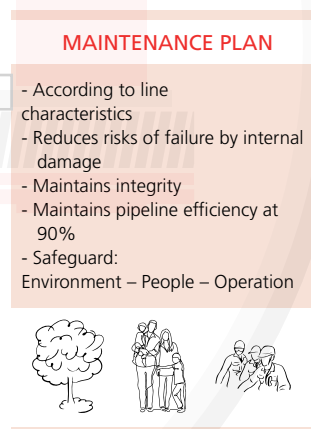 MAINTENANCE PLAN
- According to line
characteristics
- Reduces risks of failure by internal
damage
- Maintains integrity
- Maintains pipeline efficiency at
90%
- Safeguard:
Environment – People – Operation